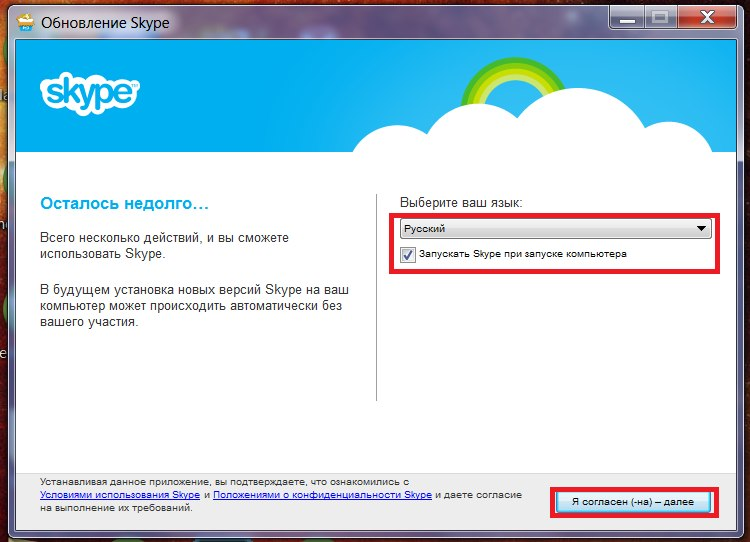 Обновление Skype
skype™
Осталось недолго...
Всего несколько действий, и вы сможете
использовать Skype.
В будущем установка новых версий Skype на ваш
компьютер может происходить автоматически без
вашего участия.
Выберите ваш язык:
Русский
Запускать Skype при запуске компьютера
Устанавливая данное приложение, вы подтверждаете, что ознакомились с
Условиями использования Skype и Положениями о конфиденциальности Skype и даете согласие
на выполнение их требований.
Я согласен (-на) – далее